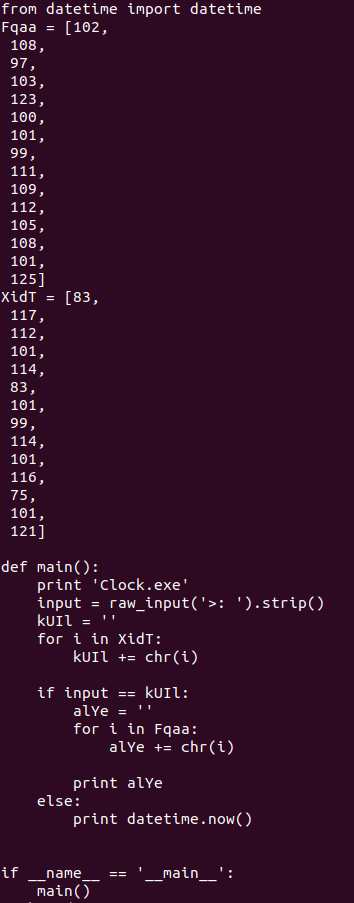 from datetime import datetime
Fqaa = [102,
 108,
 97,
 103,
 123,
 100,
 101,
 99,
 111,
 109,
 112,
 105,
 108,
 101,
 125]
XidT = [83,
 117,
 112,
 101,
 114,
 83,
 101,
 99,
 114,
 101,
 116,
 75,
 101,
 121]

def main():
    print 'Clock.exe'
    input = raw_input('>: ').strip()
    kUIl = ''
    for i in XidT:
        kUIl += chr(i)

    if input == kUIl:
        alYe = ''
        for i in Fqaa:
            alYe += chr(i)

        print alYe
    else:
        print datetime.now()


if __name__ == '__main__':
    main()